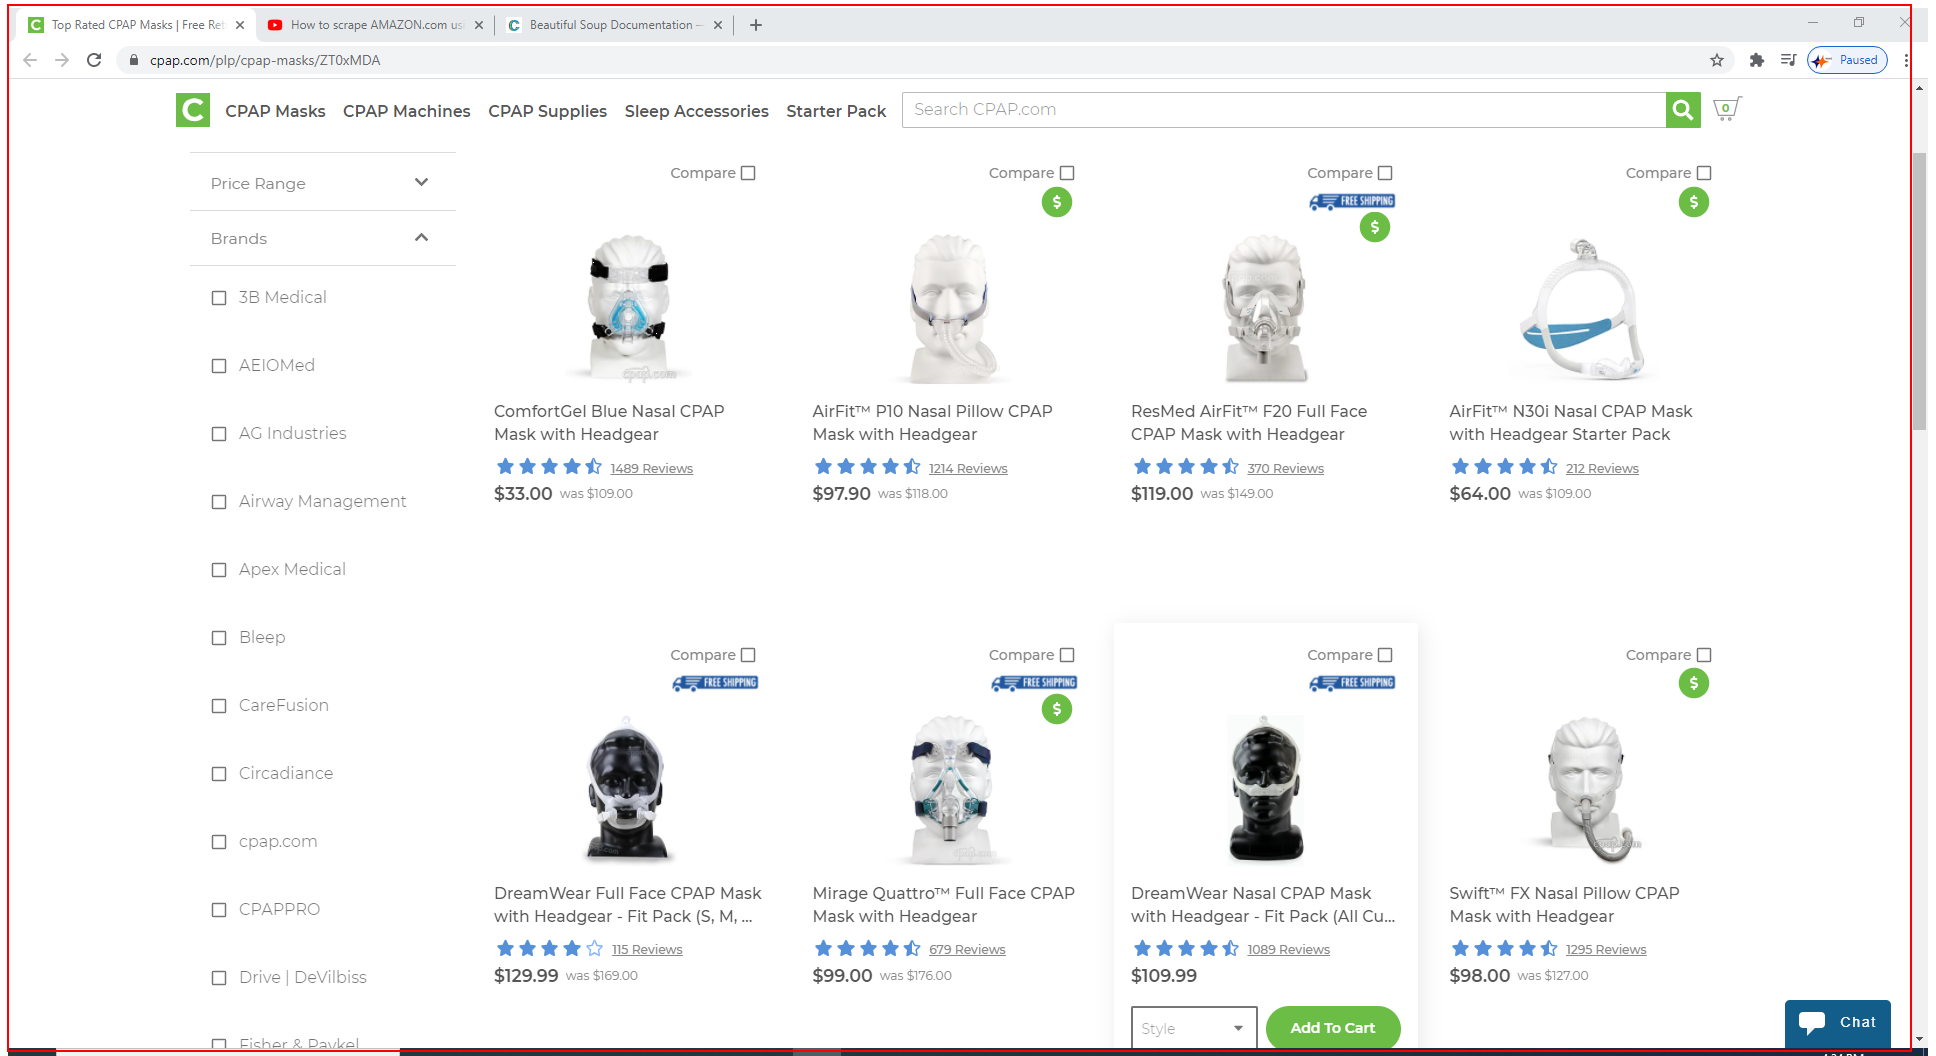 Top Rated CPAP Masks | Free Ret
How to scrape AMAZON.com us
Beautiful Soup Documentation —
cpap.com/plp/cpap-masks/ZT0xMDA
Paused
C
CPAP Masks
CPAP Machines
CPAP Supplies
Sleep Accessories
Starter Pack
Search CPAP.com
0
Price Range
Brands
3B Medical
AEIOMed
AG Industries
Airway Management
Apex Medical
Bleep
CareFusion
Circadiance
cpap.com
CPAPPRO
Drive | DeVilbiss
Fisher & Paykel
Compare
cpap.com
ComfortGel Blue Nasal CPAP
Mask with Headgear
1489 Reviews
$33.00 was $109.00
Compare
$
AirFit™ P10 Nasal Pillow CPAP
Mask with Headgear
1214 Reviews
$97.90 was $118.00
Compare
FREE SHIPPING
$
ResMed AirFit™ F20 Full Face
CPAP Mask with Headgear
370 Reviews
$119.00 was $149.00
Compare
$
AirFit™ N30i Nasal CPAP Mask
with Headgear Starter Pack
212 Reviews
$64.00 was $109.00
Compare
FREE SHIPPING
DreamWear Full Face CPAP Mask
with Headgear - Fit Pack (S, M, ...
115 Reviews
$129.99 was $169.00
Compare
FREE SHIPPING
$
Mirage Quattro™ Full Face CPAP
Mask with Headgear
679 Reviews
$99.00 was $176.00
Compare
FREE SHIPPING
DreamWear Nasal CPAP Mask
with Headgear - Fit Pack (All Cu...
1089 Reviews
$109.99
Style
Add To Cart
Compare
$
Swift™ FX Nasal Pillow CPAP
Mask with Headgear
1295 Reviews
$98.00 was $127.00
Chat